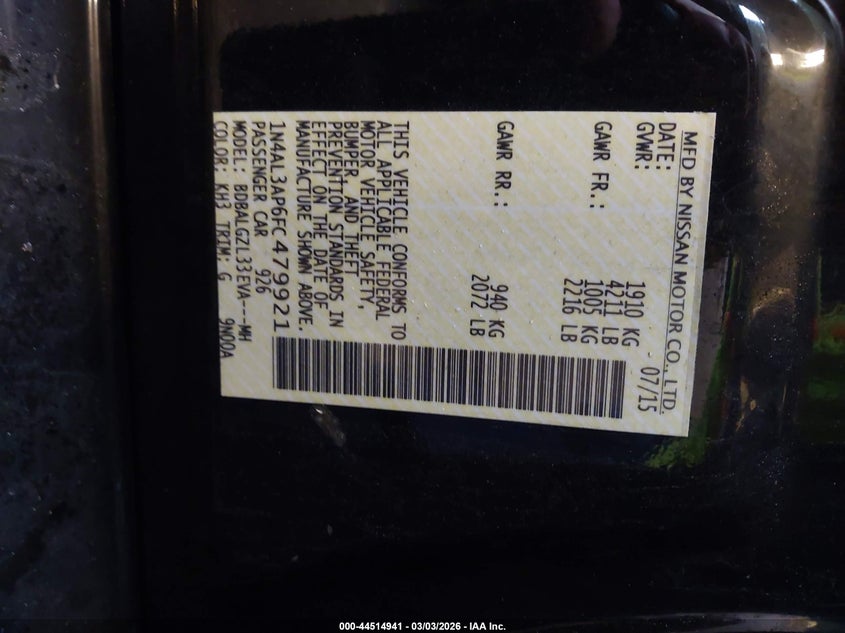 MFD BY NISSAN MOTOR CO., LTD.
DATE: 07/15
GVWR: 1910 KG
4211 LB
GAWR FR.: 1005 KG
2216 LB
GAWR RR.: 940 KG
2072 LB
THIS VEHICLE CONFORMS TO
ALL APPLICABLE FEDERAL
MOTOR VEHICLE SAFETY,
BUMPER AND THEFT
PREVENTION STANDARDS IN
EFFECT ON THE DATE OF
MANUFACTURE SHOWN ABOVE.
1N4AL3AP6FC479921
PASSENGER CAR 926
MODEL: BDBALGZL33EVA---MH
COLOR: KH3 TRIM: G 9N00A
000-44514941 - 03/03/2026 - IAA Inc.